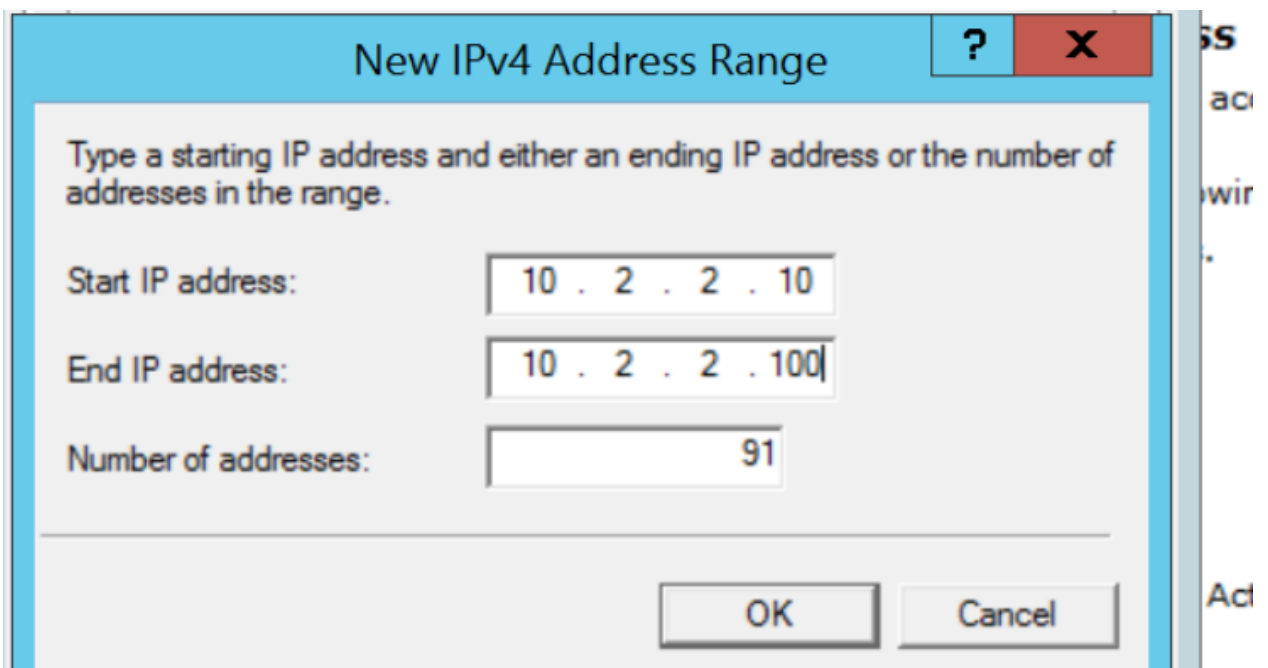 New IPv4 Address Range
?
X
Type a starting IP address and either an ending IP address or the number of
addresses in the range.
Start IP address:
10 . 2 . 2 . 10
End IP address:
10 . 2 . 2 . 100
Number of addresses:
91
OK
Cancel